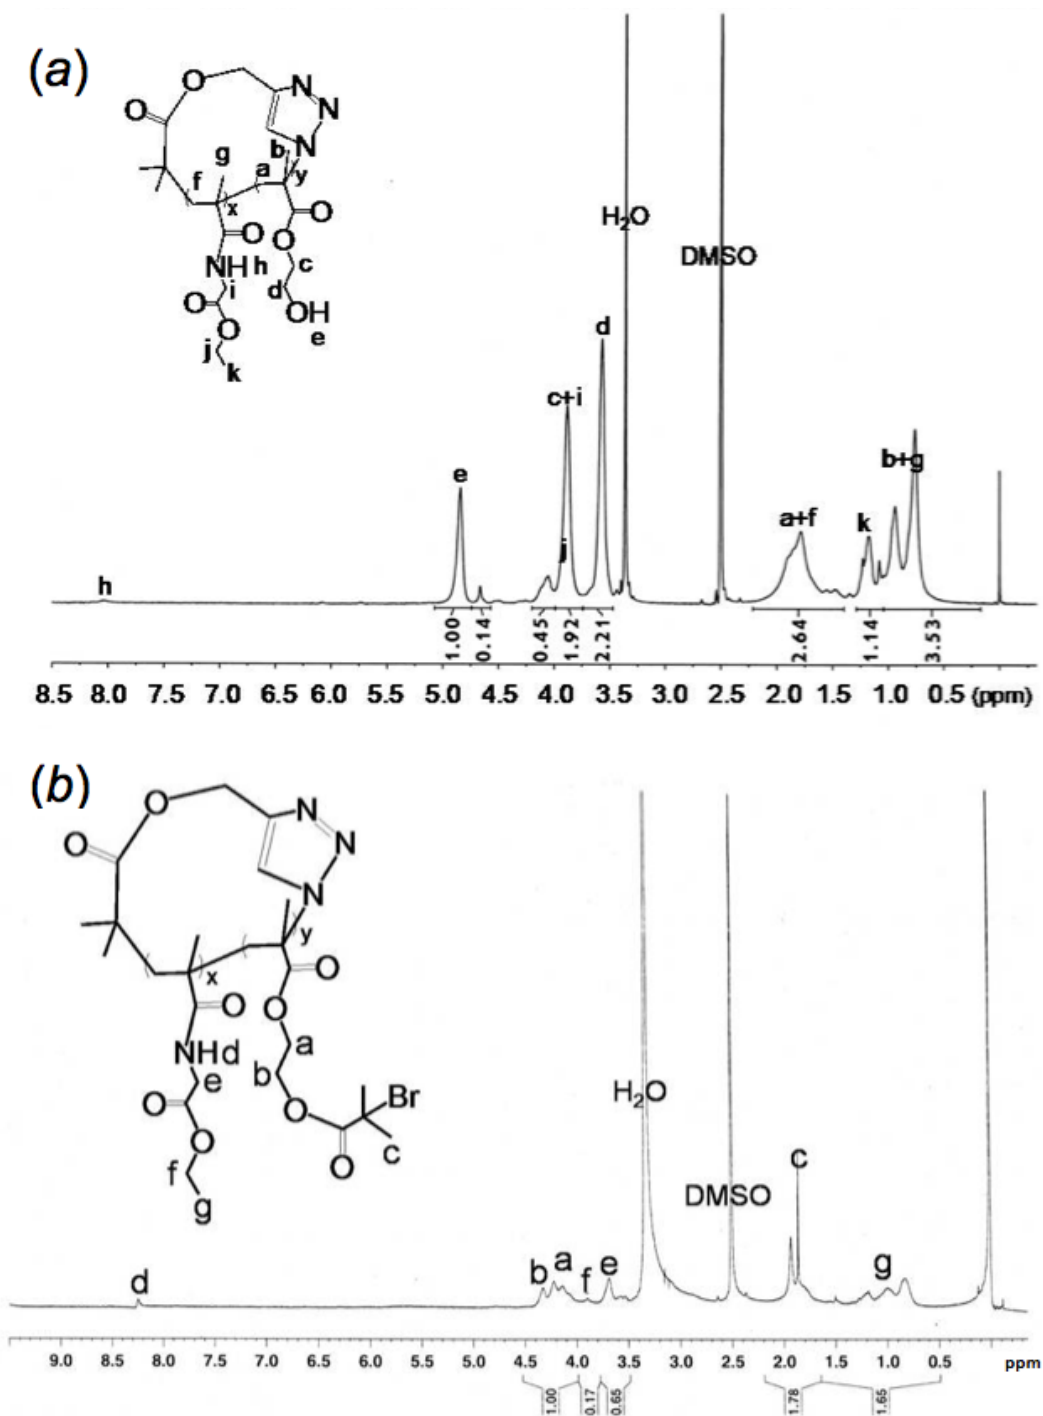 (a)
O
N
N
O
N
g
b
f
a
y
x
O
O
O
NH h
c
i
d
O
OH
O
e
j
k
H2O
DMSO
d
c+i
e
j
a+f
k
b+g
h
1.00
0.14
0.45
1.92
2.21
2.64
1.14
3.53
8.5 8.0 7.5 7.0 6.5 6.0 5.5 5.0 4.5 4.0 3.5 3.0 2.5 2.0 1.5 1.0 0.5 (ppm)
(b)
O
N
O
N
N
y
x
O
O
O
NHd
a
e
b
O
O
Br
O
O
c
f
g
H2O
DMSO
c
d
b
a
f
e
g
9.0 8.5 8.0 7.5 7.0 6.5 6.0 5.5 5.0 4.5 4.0 3.5 3.0 2.5 2.0 1.5 1.0 0.5 ppm
1.00
0.17
0.65
1.78
1.65